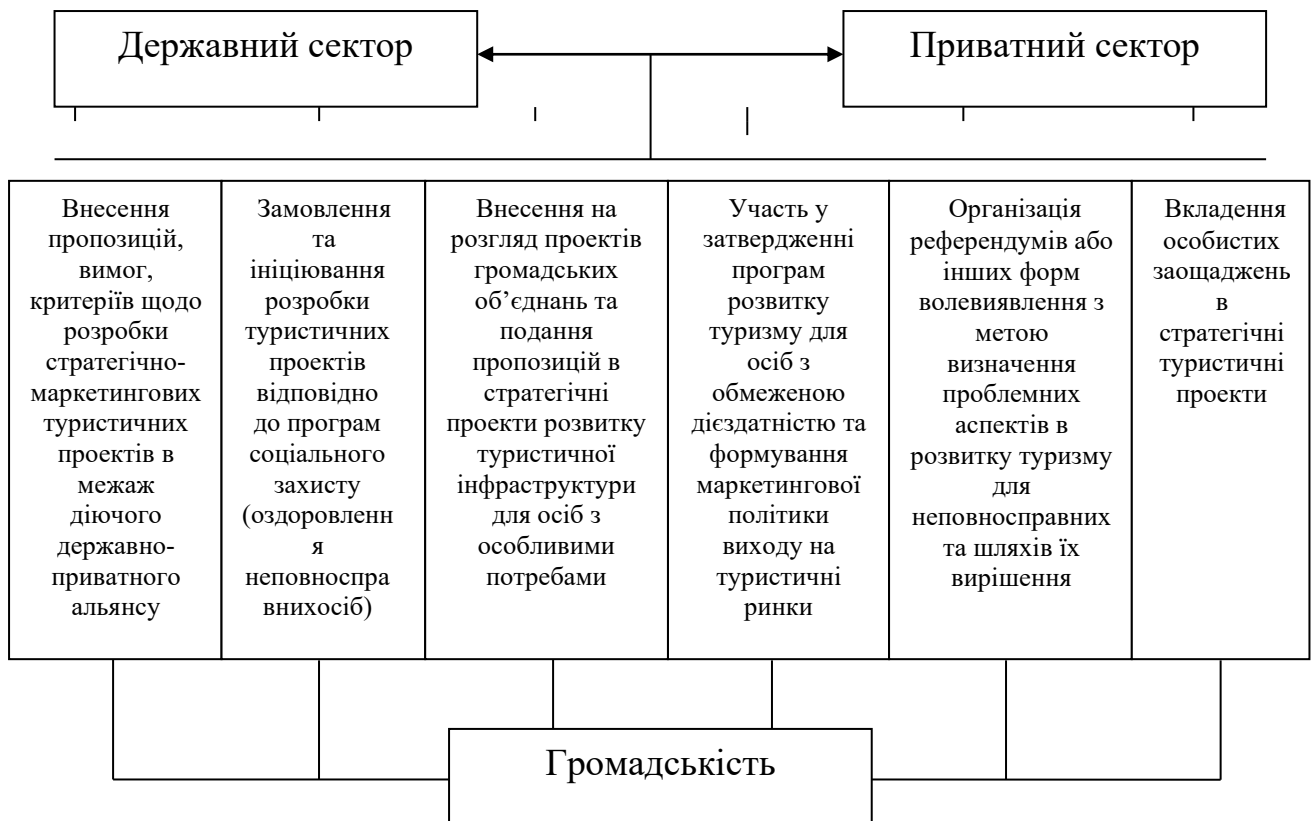 Державний сектор
Приватний сектор
Внесення
пропозицій,
вимог,
критеріїв щодо
розробки
стратегічно-
маркетингових
туристичних
проектів в
межаж
діючого
державно-
приватного
альянсу
Замовлення
та
ініціювання
розробки
туристичних
проектів
відповідно
до програм
соціального
захисту
(оздоровленн
я
неповноспра
внихосіб)
Внесення на
розгляд проектів
громадських
об’єднань та
подання
пропозицій в
стратегічні
проекти розвитку
туристичної
інфраструктури
для осіб з
особливими
потребами
Участь у
затвердженні
програм
розвитку
туризму для
осіб з
обмеженою
дієздатністю та
формування
маркетингової
політики
виходу на
туристичні
ринки
Організація
референдумів або
інших форм
волевиявлення з
метою
визначення
проблемних
аспектів в
розвитку туризму
для
неповносправних
та шляхів їх
вирішення
Вкладення
особистих
заощаджень
в
стратегічні
туристичні
проекти
Громадськість